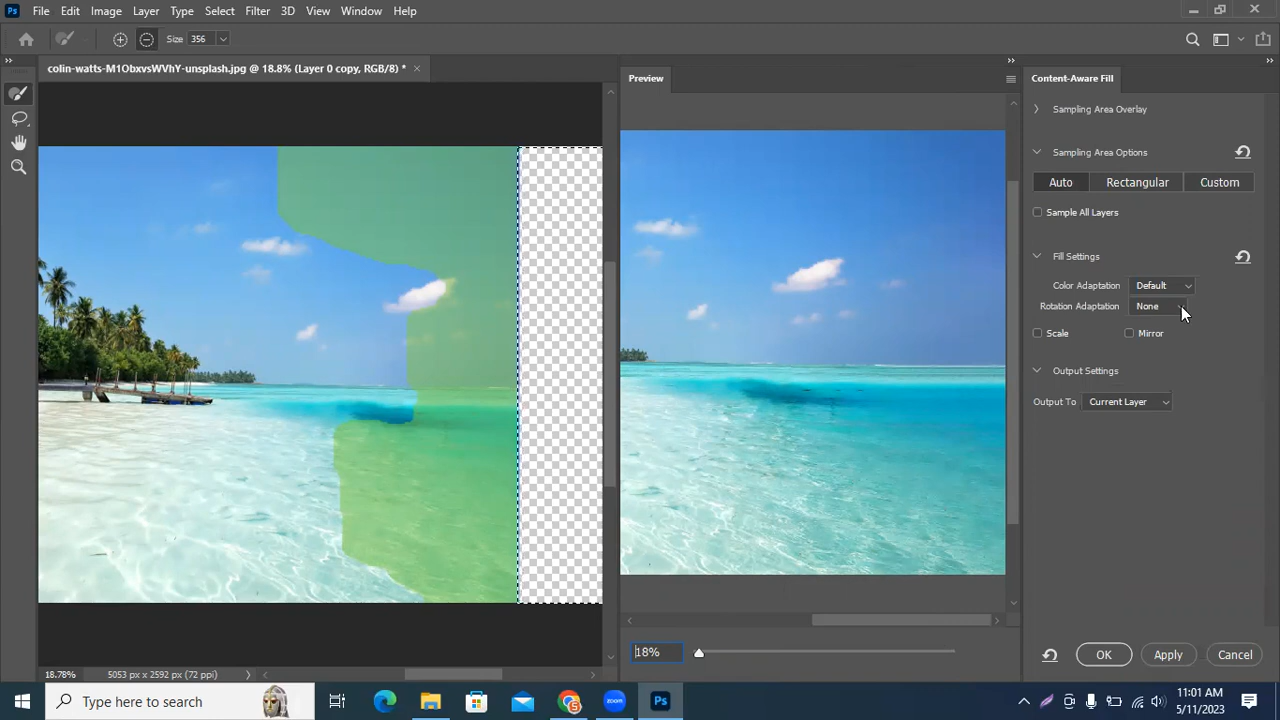 Ps File Edit Image Layer Type Select Filter 3D View Window Help
Size 356
colin-watts-M1ObxvsWVhY-unsplash.jpg @ 18.8% (Layer 0 copy, RGB/8) *
Preview
Content-Aware Fill
Sampling Area Overlay
Sampling Area Options
Auto Rectangular Custom
Sample All Layers
Fill Settings
Color Adaptation Default
Rotation Adaptation None
Scale Mirror
Output Settings
Output To Current Layer
18%
OK Apply Cancel
18.78% 5053 px x 2592 px (72 ppi)
Type here to search
zoom
Ps
11:01 AM
5/11/2023